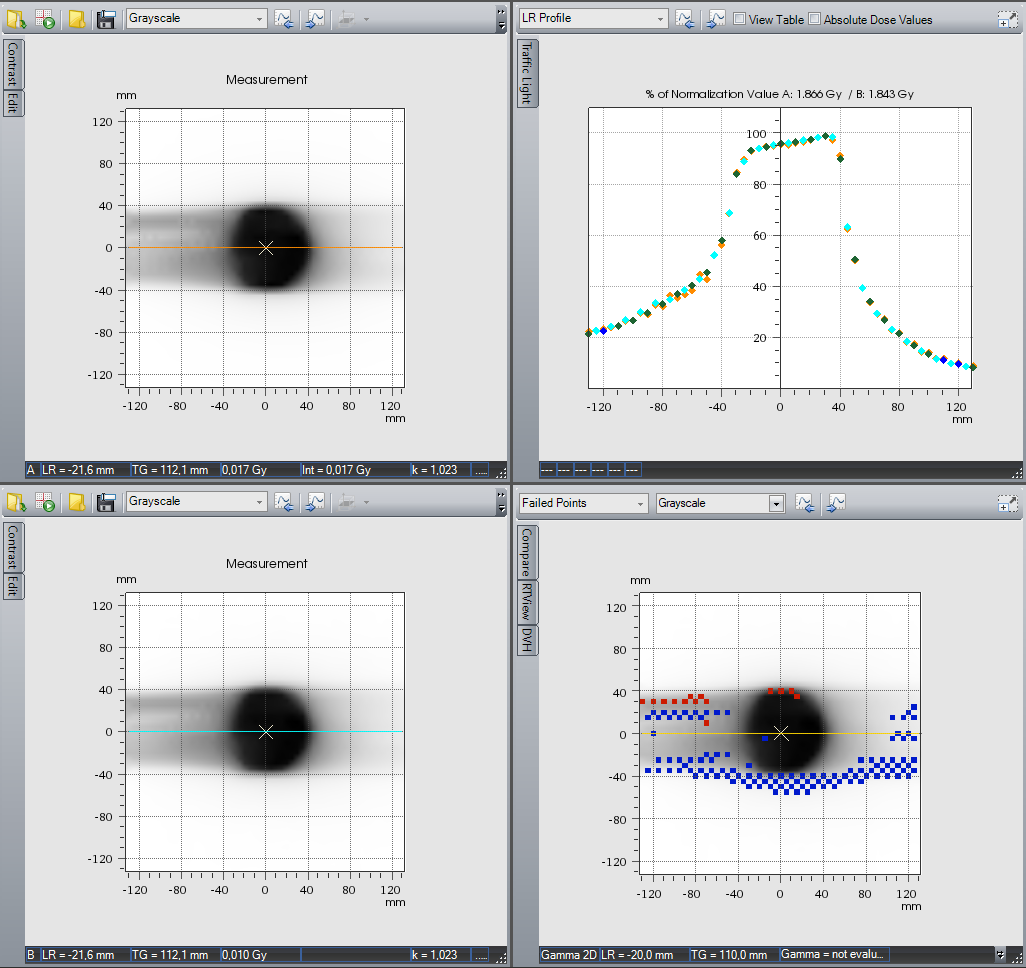 Grayscale
Contrast
Edit
Measurement
mm
120
80
40
0
-40
-80
-120
-120 -80 -40 0 40 80 120
mm
A LR = -21,6 mm TG = 112,1 mm 0,017 Gy Int = 0,017 Gy k = 1,023 .....
LR Profile View Table Absolute Dose Values
Traffic Light
% of Normalization Value A: 1.866 Gy / B: 1.843 Gy
100
80
60
40
20
-120 -80 -40 0 40 80 120
mm
--- --- --- --- --- ---
Grayscale
Contrast
Edit
Measurement
mm
120
80
40
0
-40
-80
-120
-120 -80 -40 0 40 80 120
mm
B LR = -21,6 mm TG = 112,1 mm 0,010 Gy k = 1,023 .....
Failed Points Grayscale
Compare
RTView
DVH
mm
120
80
40
0
-40
-80
-120
-120 -80 -40 0 40 80 120
mm
Gamma 2D LR = -20,0 mm TG = 110,0 mm Gamma = not evalu...